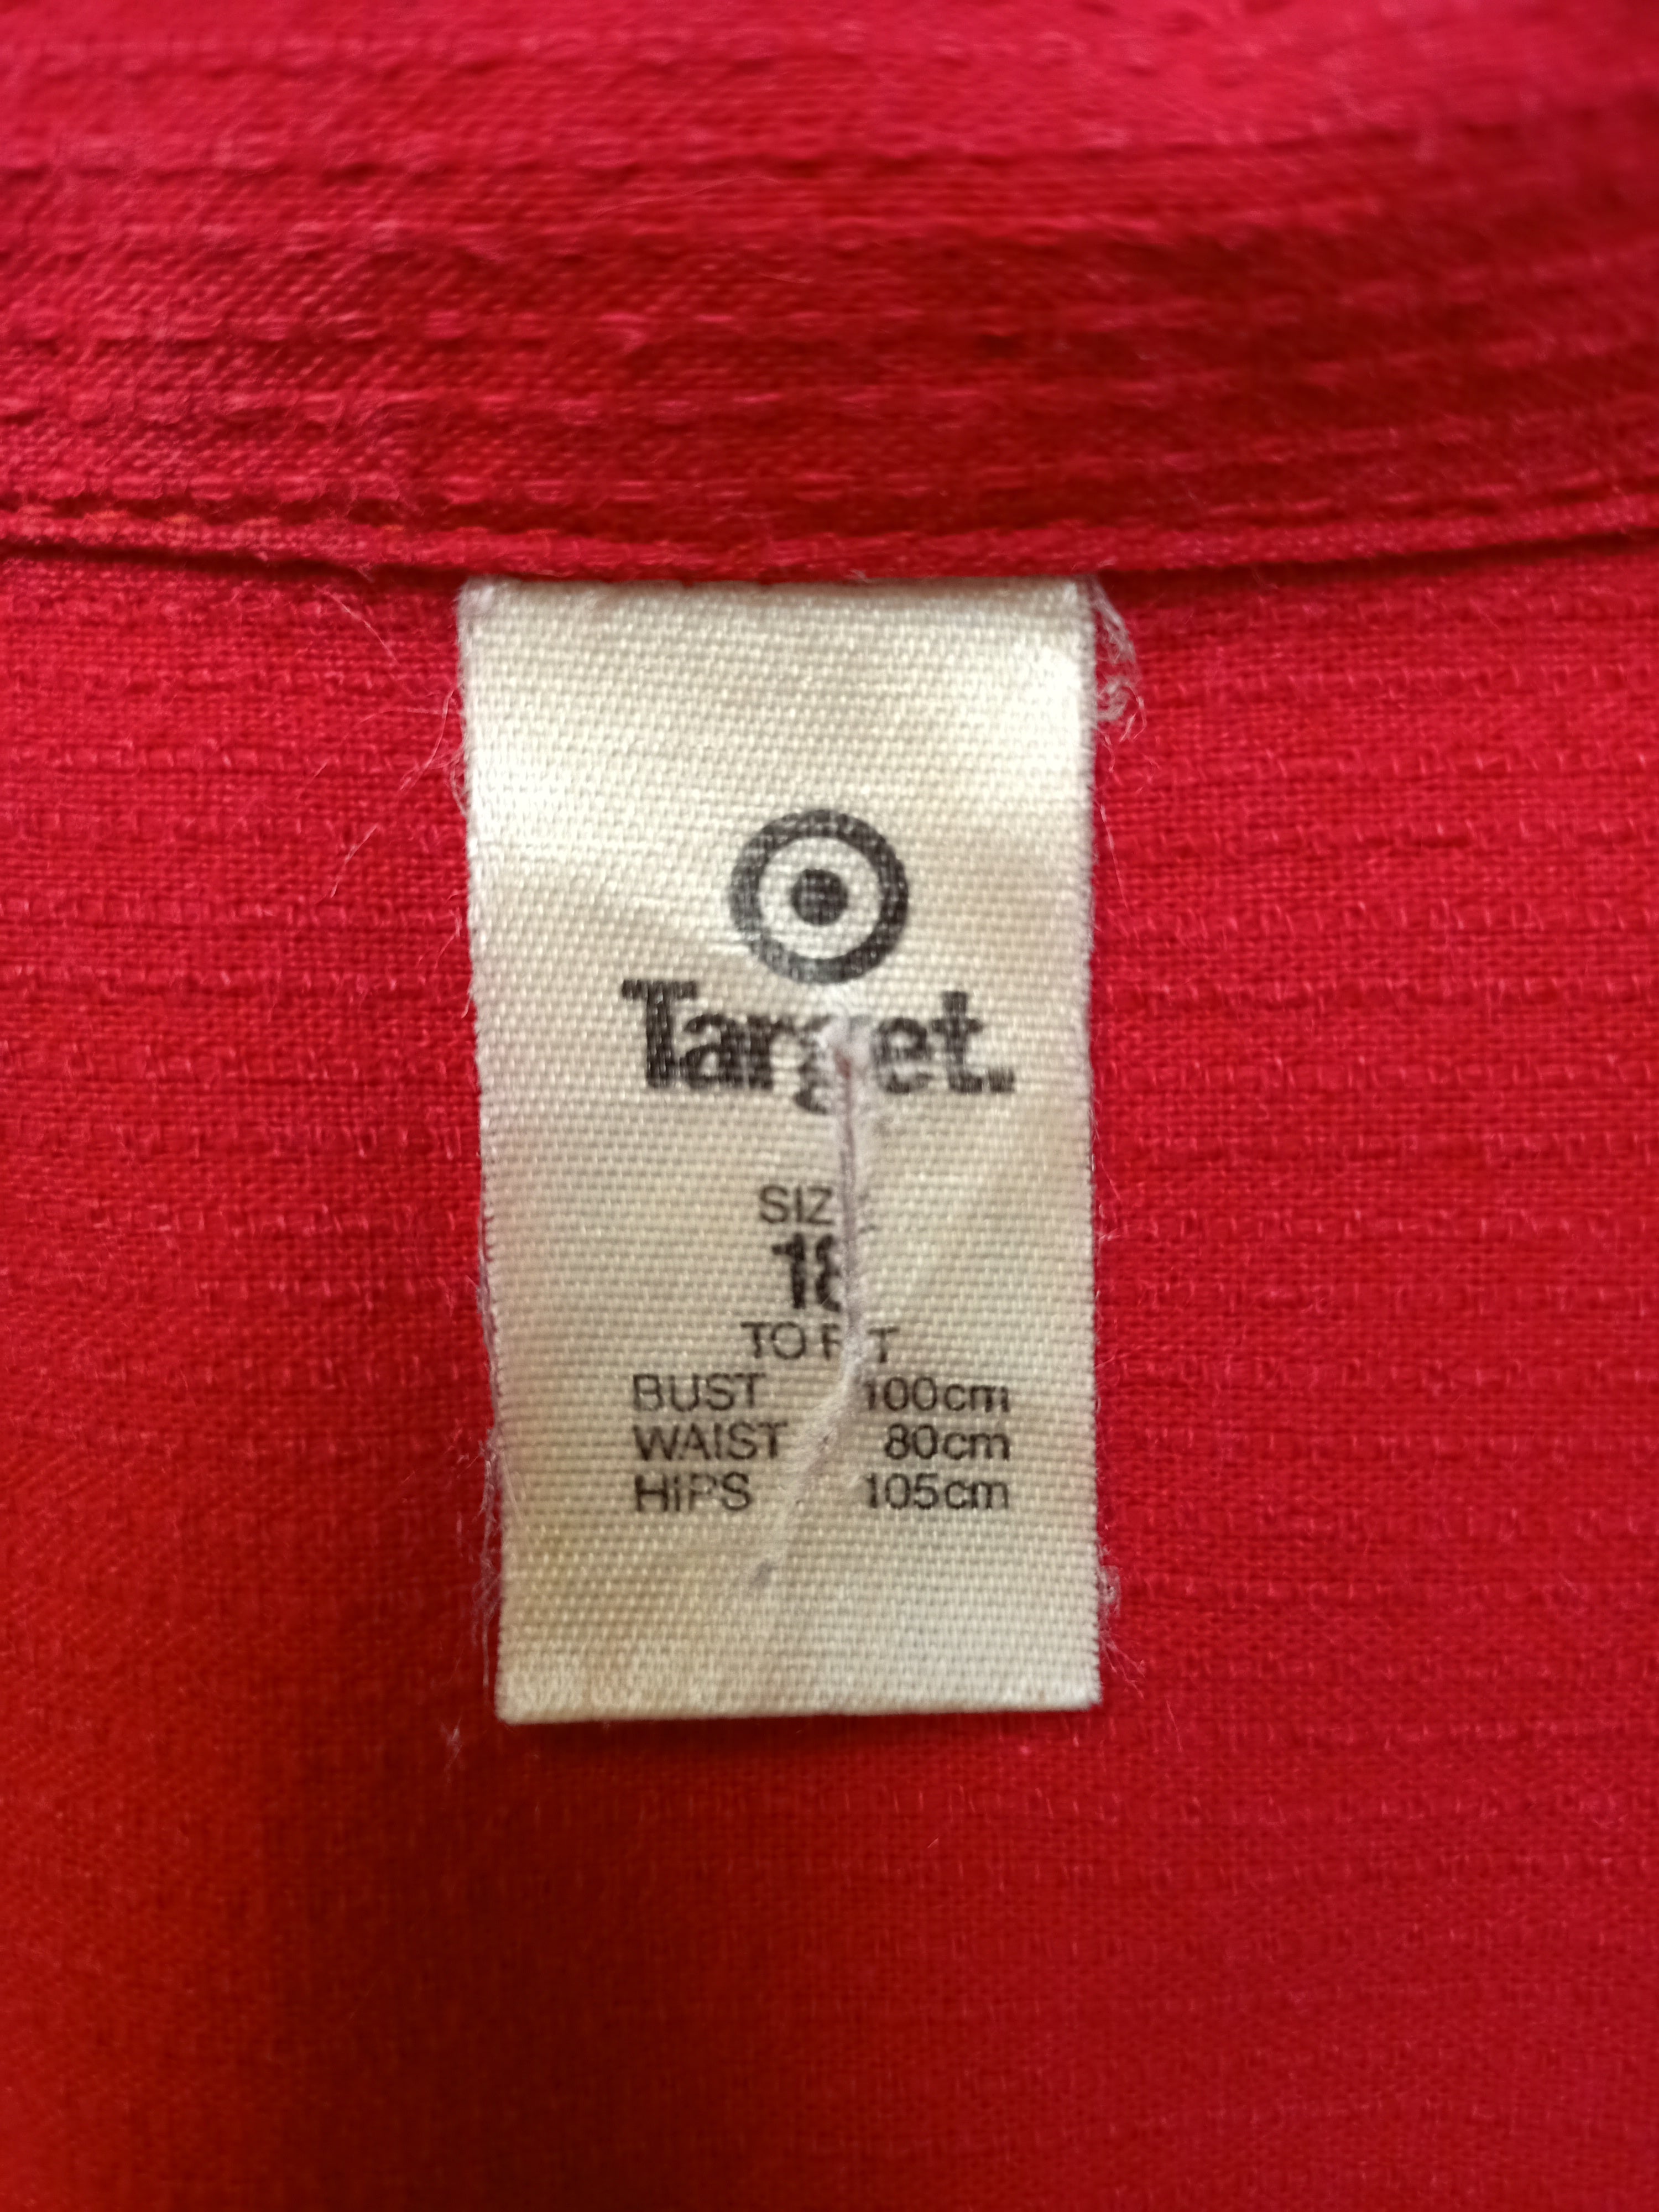 Target.
SIZE
18
TO FIT
BUST 100cm
WAIST 80cm
HIPS 105cm